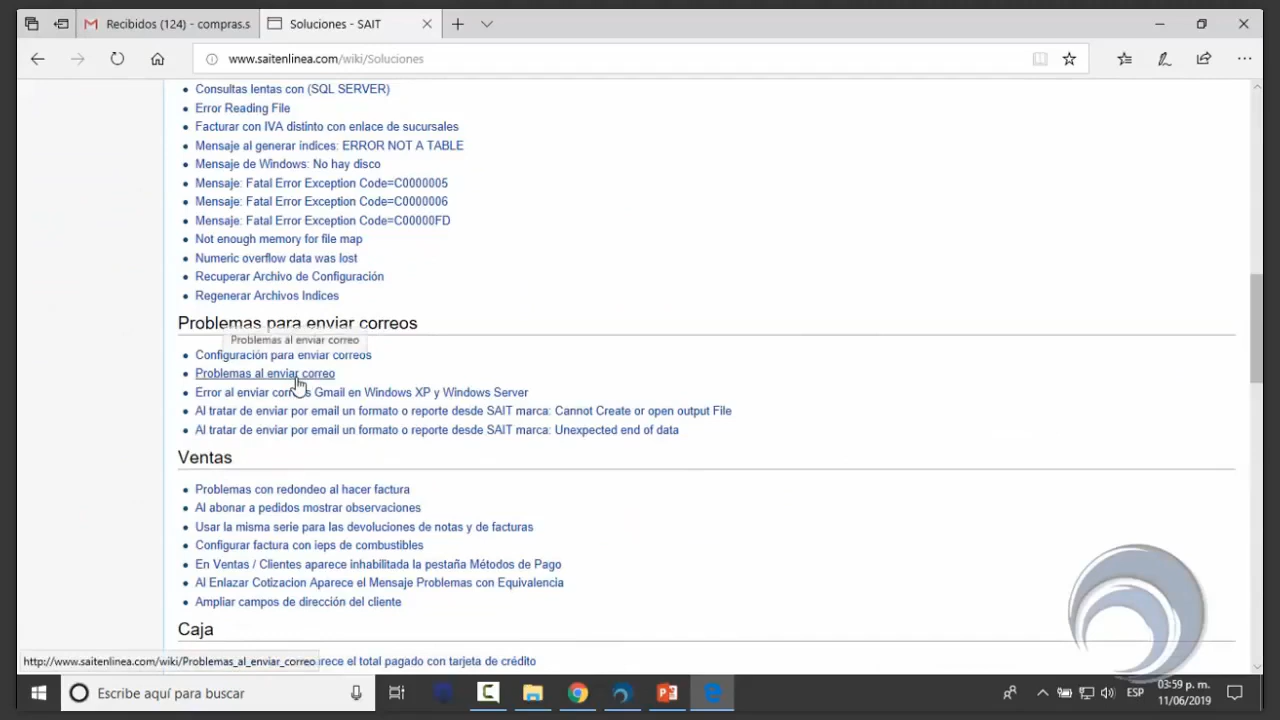 Recibidos (124) - compras.s
Soluciones - SAIT
www.saitenlinea.com/wiki/Soluciones
Consultas lentas con (SQL SERVER)
Error Reading File
Facturar con IVA distinto con enlace de sucursales
Mensaje al generar indices: ERROR NOT A TABLE
Mensaje de Windows: No hay disco
Mensaje: Fatal Error Exception Code=C0000005
Mensaje: Fatal Error Exception Code=C0000006
Mensaje: Fatal Error Exception Code=C00000FD
Not enough memory for file map
Numeric overflow data was lost
Recuperar Archivo de Configuración
Regenerar Archivos Indices
Problemas para enviar correos
Problemas al enviar correo
Configuración para enviar correos
Problemas al enviar correo
Error al enviar correos Gmail en Windows XP y Windows Server
Al tratar de enviar por email un formato o reporte desde SAIT marca: Cannot Create or open output File
Al tratar de enviar por email un formato o reporte desde SAIT marca: Unexpected end of data
Ventas
Problemas con redondeo al hacer factura
Al abonar a pedidos mostrar observaciones
Usar la misma serie para las devoluciones de notas y de facturas
Configurar factura con ieps de combustibles
En Ventas / Clientes aparece inhabilitada la pestaña Métodos de Pago
Al Enlazar Cotizacion Aparece el Mensaje Problemas con Equivalencia
Ampliar campos de dirección del cliente
Caja
http://www.saitenlinea.com/wiki/Problemas_al_enviar_correo
el total pagado con tarjeta de crédito
Escribe aquí para buscar
ESP
03:59 p. m.
11/06/2019